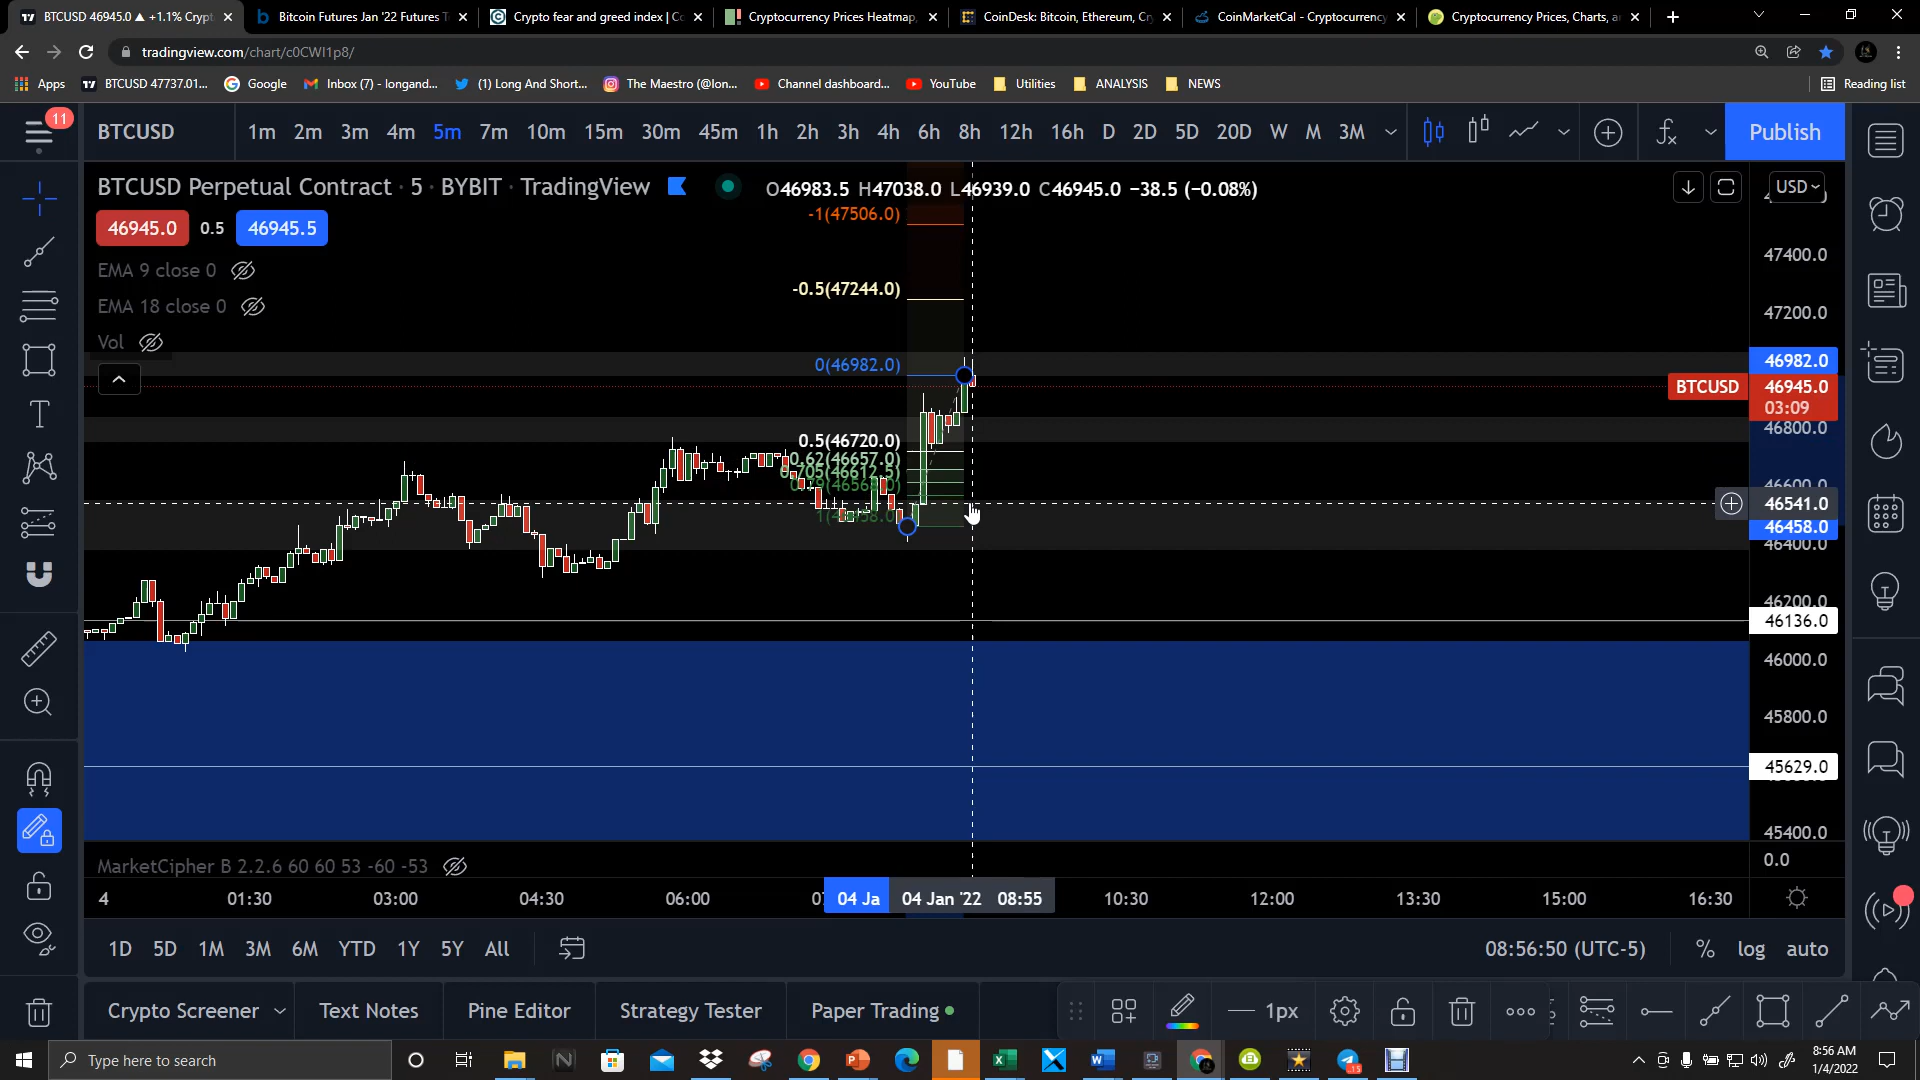 BTCUSD 46945.0 ▲ +1.1% Crypt
Bitcoin Futures Jan '22 Futures T
Crypto fear and greed index | Co
Cryptocurrency Prices Heatmap,
CoinDesk: Bitcoin, Ethereum, Cr
CoinMarketCal - Cryptocurrency
Cryptocurrency Prices, Charts, a
tradingview.com/chart/c0CWI1p8/
Apps
BTCUSD 47737.01...
Google
Inbox (7) - longand...
(1) Long And Short...
The Maestro (@lon...
Channel dashboard...
YouTube
Utilities
ANALYSIS
NEWS
Reading list
11
BTCUSD
1m 2m 3m 4m 5m 7m 10m 15m 30m 45m 1h 2h 3h 4h 6h 8h 12h 16h D 2D 5D 20D W M 3M
Publish
BTCUSD Perpetual Contract · 5 · BYBIT · TradingView
O46983.5 H47038.0 L46939.0 C46945.0 −38.5 (−0.08%)
USD
46945.0
0.5
46945.5
-1(47506.0)
EMA 9 close 0
47400.0
-0.5(47244.0)
EMA 18 close 0
47200.0
Vol
0(46982.0)
46982.0
BTCUSD
46945.0
03:09
46800.0
0.5(46720.0)
0.62(46657.0)
0.705(46612.5)
46600.0
46541.0
46458.0
46400.0
46200.0
46136.0
46000.0
45800.0
45629.0
45400.0
MarketCipher B 2.2.6 60 60 53 -60 -53
0.0
4
01:30
03:00
04:30
06:00
04 Ja
04 Jan '22 08:55
10:30
12:00
13:30
15:00
16:30
1D 5D 1M 3M 6M YTD 1Y 5Y All
08:56:50 (UTC-5)
%
log
auto
Crypto Screener
Text Notes
Pine Editor
Strategy Tester
Paper Trading
1px
Type here to search
8:56 AM
1/4/2022